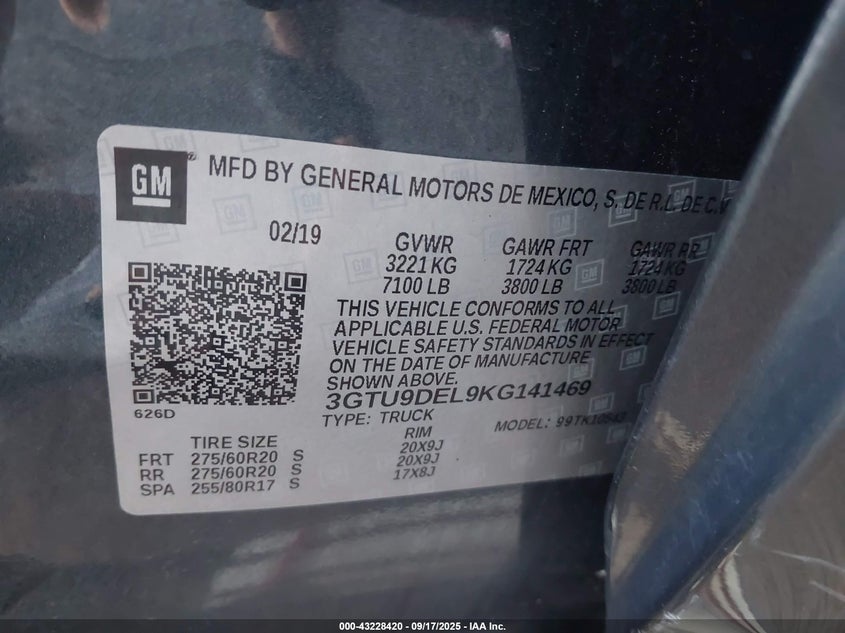 GM ®
MFD BY GENERAL MOTORS DE MEXICO, S. DE R.L. DE C.V
02/19
GVWR GAWR FRT GAWR RR
3221 KG 1724 KG 1724 KG
7100 LB 3800 LB 3800 LB
THIS VEHICLE CONFORMS TO ALL
APPLICABLE U.S. FEDERAL MOTOR
VEHICLE SAFETY STANDARDS IN EFFECT
ON THE DATE OF MANUFACTURE
SHOWN ABOVE.
3GTU9DEL9KG141469
626D
TYPE: TRUCK MODEL: 99TK10543
TIRE SIZE RIM
FRT 275/60R20 S 20X9J
RR 275/60R20 S 20X9J
SPA 255/80R17 S 17X8J
000-43228420 - 09/17/2025 - IAA Inc.